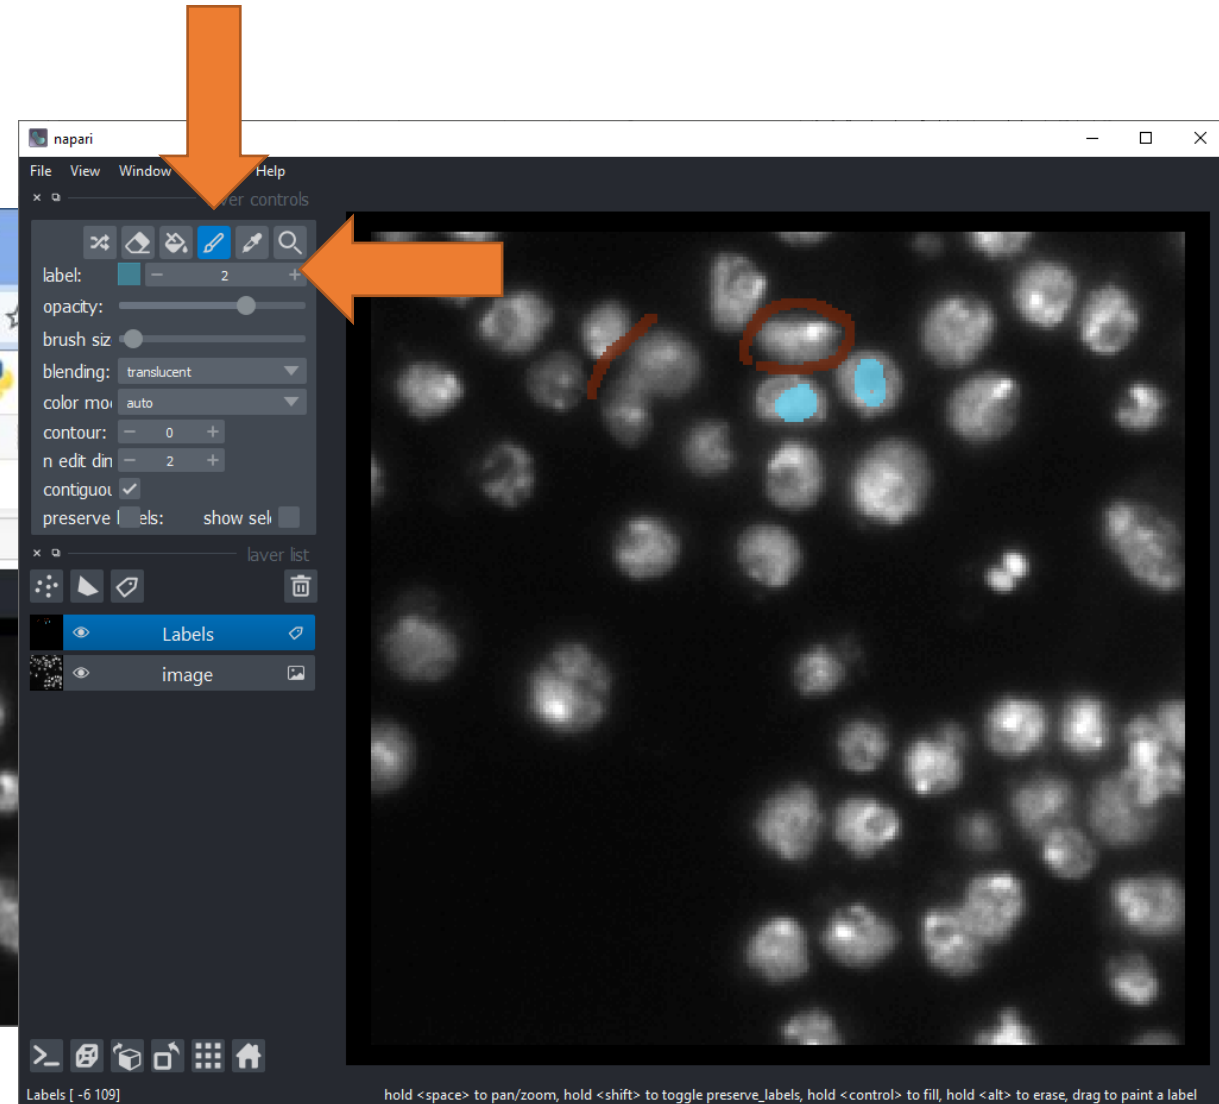 napari
File View Window Help
ver controls
label: 2
opacity:
brush siz
blending: translucent
color mo auto
contour: 0
n edit din 2
contiguou
preserve l els: show sel
layer list
Labels
image
Labels [ -6 109]
hold <space> to pan/zoom, hold <shift> to toggle preserve_labels, hold <control> to fill, hold <alt> to erase, drag to paint a label